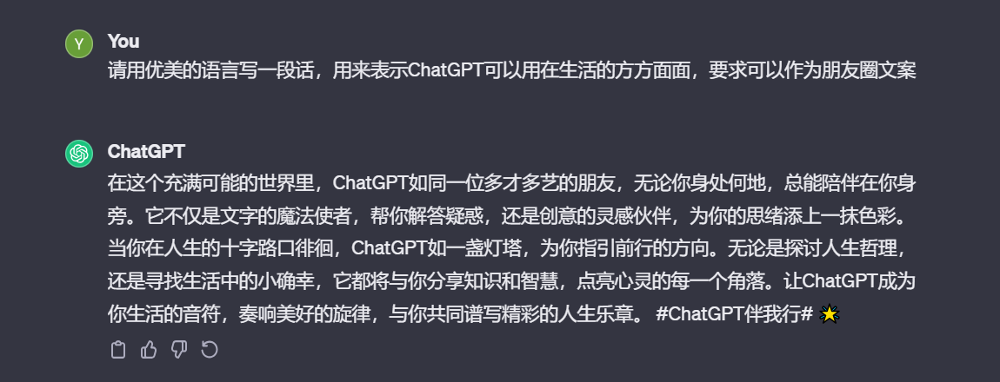 You
请用优美的语言写一段话，用来表示ChatGPT可以用在生活的方方面面，要求可以作为朋友圈文案
ChatGPT
在这个充满可能的世界里，ChatGPT如同一位多才多艺的朋友，无论你身处何地，总能陪伴在你身
旁。它不仅是文字的魔法使者，帮你解答疑惑，还是创意的灵感伙伴，为你的思绪添上一抹色彩。
当你在人生的十字路口徘徊，ChatGPT如一盏灯塔，为你指引前行的方向。无论是探讨人生哲理，
还是寻找生活中的小确幸，它都将与你分享知识和智慧，点亮心灵的每一个角落。让ChatGPT成为
你生活的音符，奏响美好的旋律，与你共同谱写精彩的人生乐章。 #ChatGPT伴我行# 🌟
Y